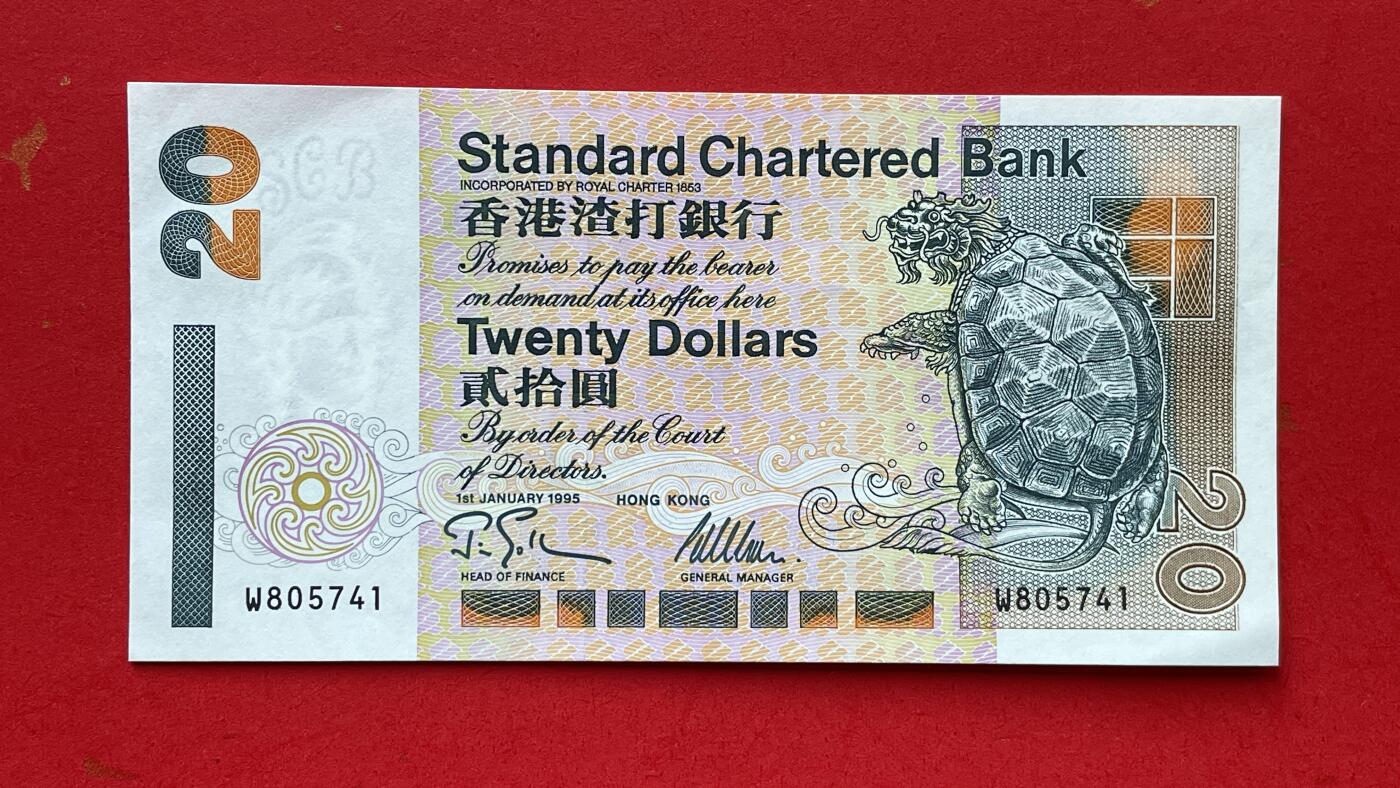 20
Standard Chartered Bank
INCORPORATED BY ROYAL CHARTER 1853
香港渣打銀行
Promises to pay the bearer
on demand at its office here
Twenty Dollars
貳拾圓
By order of the Court
of Directors.
1st JANUARY 1995 HONG KONG
HEAD OF FINANCE GENERAL MANAGER
W805741 W805741
20